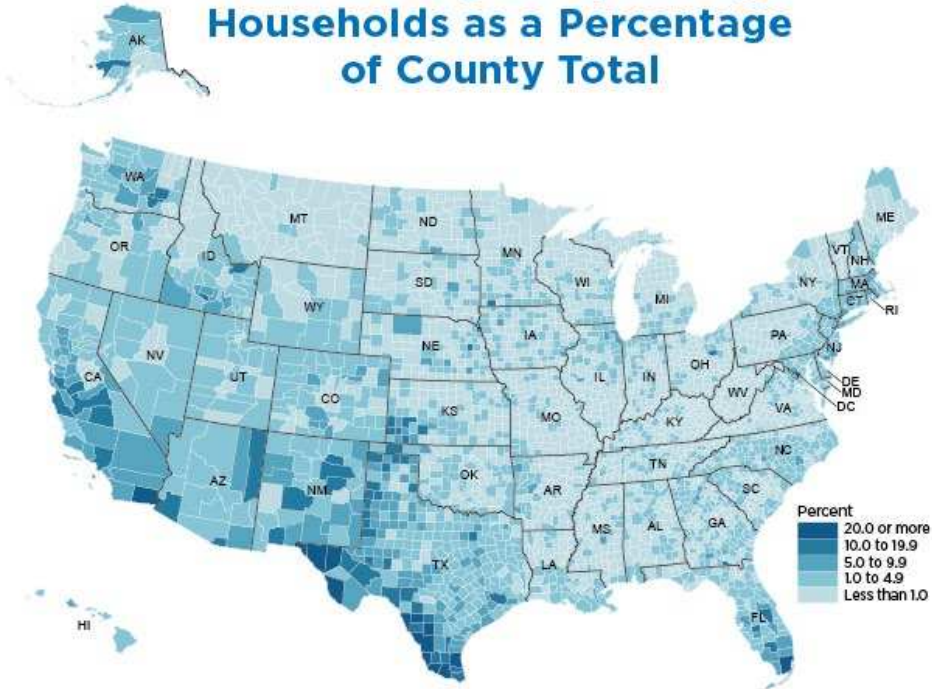 Households as a Percentage
of County Total
AK
WA
MT
ND
ME
OR
ID
MN
VT
NH
SD
WI
NY
MA
WY
MI
CT
RI
IA
PA
NE
NV
NJ
OH
UT
IL
IN
DE
CA
CO
MD
WV
DC
KS
MO
VA
KY
NC
AZ
OK
TN
NM
AR
SC
MS
AL
GA
TX
LA
HI
FL
Percent
20.0 or more
10.0 to 19.9
5.0 to 9.9
1.0 to 4.9
Less than 1.0